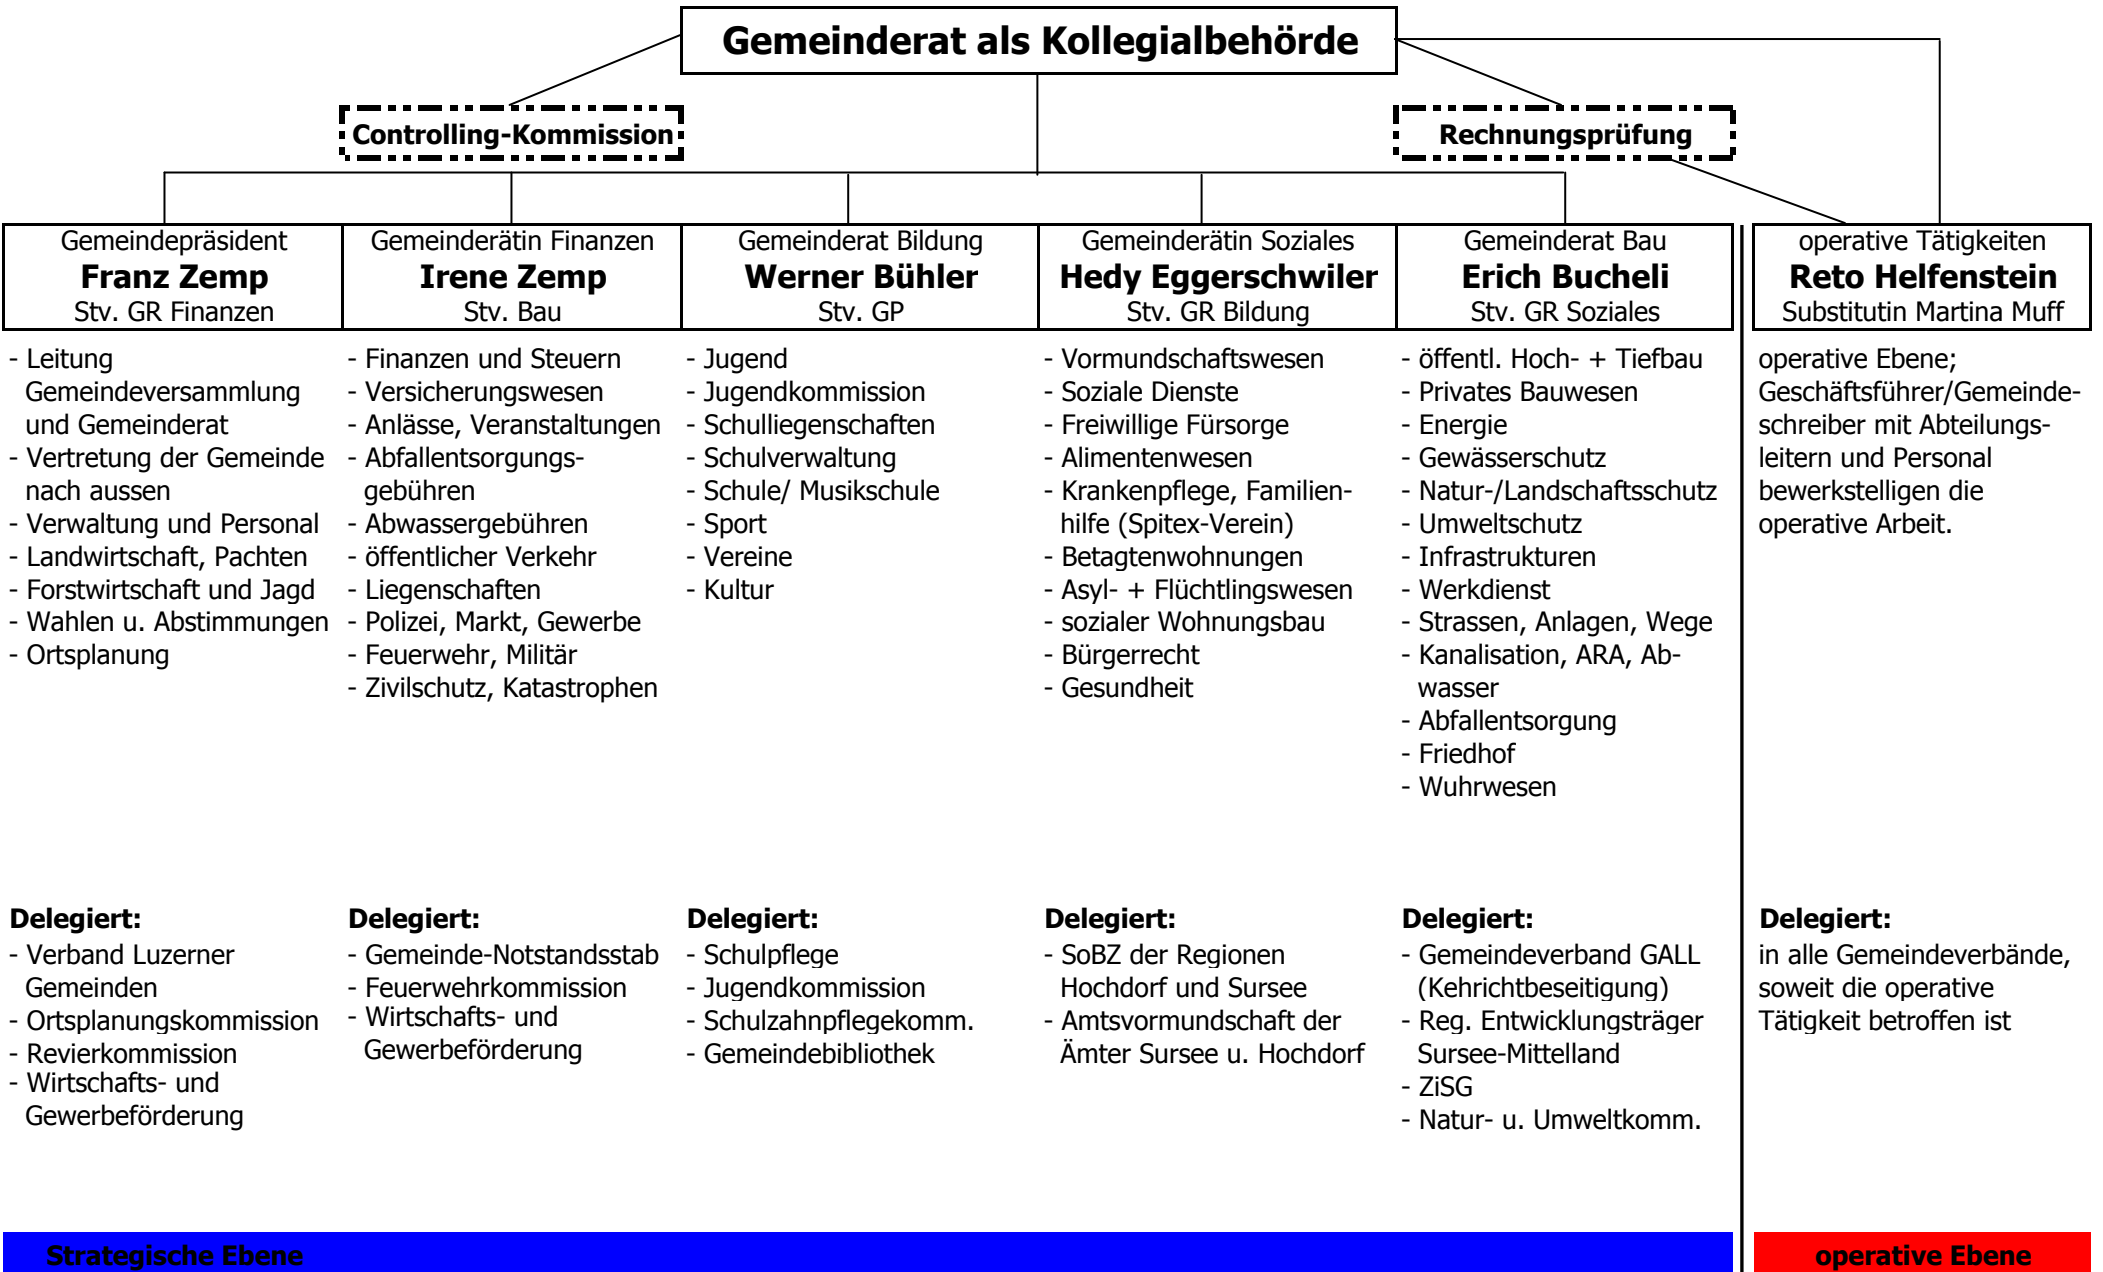 Gemeinderat als Kollegialbehörde
Controlling-Kommission
Rechnungsprüfung
Gemeindepräsident
Franz Zemp
Stv. GR Finanzen
- Leitung
Gemeindeversammlung
und Gemeinderat
- Vertretung der Gemeinde
nach aussen
- Verwaltung und Personal
- Landwirtschaft, Pachten
- Forstwirtschaft und Jagd
- Wahlen u. Abstimmungen
- Ortsplanung
Delegiert:
- Verband Luzerner
Gemeinden
- Ortsplanungskommission
- Revierkommission
- Wirtschafts- und
Gewerbeförderung
Gemeinderätin Finanzen
Irene Zemp
Stv. Bau
- Finanzen und Steuern
- Versicherungswesen
- Anlässe, Veranstaltungen
- Abfallentsorgungs-
gebühren
- Abwassergebühren
- öffentlicher Verkehr
- Liegenschaften
- Polizei, Markt, Gewerbe
- Feuerwehr, Militär
- Zivilschutz, Katastrophen
Delegiert:
- Gemeinde-Notstandsstab
- Feuerwehrkommission
- Wirtschafts- und
Gewerbeförderung
Gemeinderat Bildung
Werner Bühler
Stv. GP
- Jugend
- Jugendkommission
- Schulliegenschaften
- Schulverwaltung
- Schule/ Musikschule
- Sport
- Vereine
- Kultur
Delegiert:
- Schulpflege
- Jugendkommission
- Schulzahnpflegekomm.
- Gemeindebibliothek
Gemeinderätin Soziales
Hedy Eggerschwiler
Stv. GR Bildung
- Vormundschaftswesen
- Soziale Dienste
- Freiwillige Fürsorge
- Alimentenwesen
- Krankenpflege, Familien-
hilfe (Spitex-Verein)
- Betagtenwohnungen
- Asyl- + Flüchtlingswesen
- sozialer Wohnungsbau
- Bürgerrecht
- Gesundheit
Delegiert:
- SoBZ der Regionen
Hochdorf und Sursee
- Amtsvormundschaft der
Ämter Sursee u. Hochdorf
Gemeinderat Bau
Erich Bucheli
Stv. GR Soziales
- öffentl. Hoch- + Tiefbau
- Privates Bauwesen
- Energie
- Gewässerschutz
- Natur-/Landschaftsschutz
- Umweltschutz
- Infrastrukturen
- Werkdienst
- Strassen, Anlagen, Wege
- Kanalisation, ARA, Ab-
wasser
- Abfallentsorgung
- Friedhof
- Wuhrwesen
Delegiert:
- Gemeindeverband GALL
(Kehrichtbeseitigung)
- Reg. Entwicklungsträger
Sursee-Mittelland
- ZiSG
- Natur- u. Umweltkomm.
operative Tätigkeiten
Reto Helfenstein
Substitutin Martina Muff
operative Ebene;
Geschäftsführer/Gemeinde-
schreiber mit Abteilungs-
leitern und Personal
bewerkstelligen die
operative Arbeit.
Delegiert:
in alle Gemeindeverbände,
soweit die operative
Tätigkeit betroffen ist
Strategische Ebene
operative Ebene